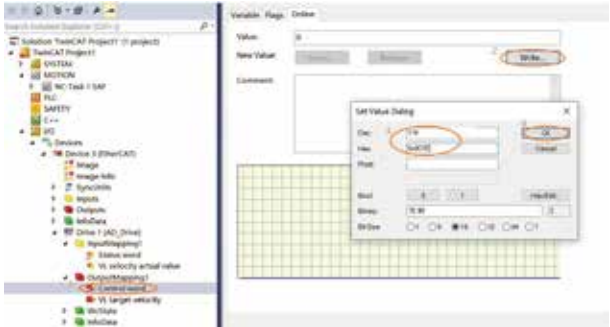 Search Solution Explorer (Ctrl+;)
Solution 'TwinCAT Project1' (1 project)
TwinCAT Project1
SYSTEM
MOTION
NC-Task 1 SAF
PLC
SAFETY
C++
I/O
Devices
Device 3 (EtherCAT)
Image
Image-Info
SyncUnits
Inputs
Outputs
InfoData
Drive 1 (AD_Drive)
InputMapping1
Status word
VL velocity actual value
OutputMapping1
Control word
VL target velocity
WcState
InfoData
Variable Flags Online
Value:
New Value:
Write...
Comment:
Set Value Dialog
Dec:
OK
Hex:
Cancel
Float:
Bool:
0
1
Hex Edit...
Binary:
2
Bit Size:
1
8
16
32
64